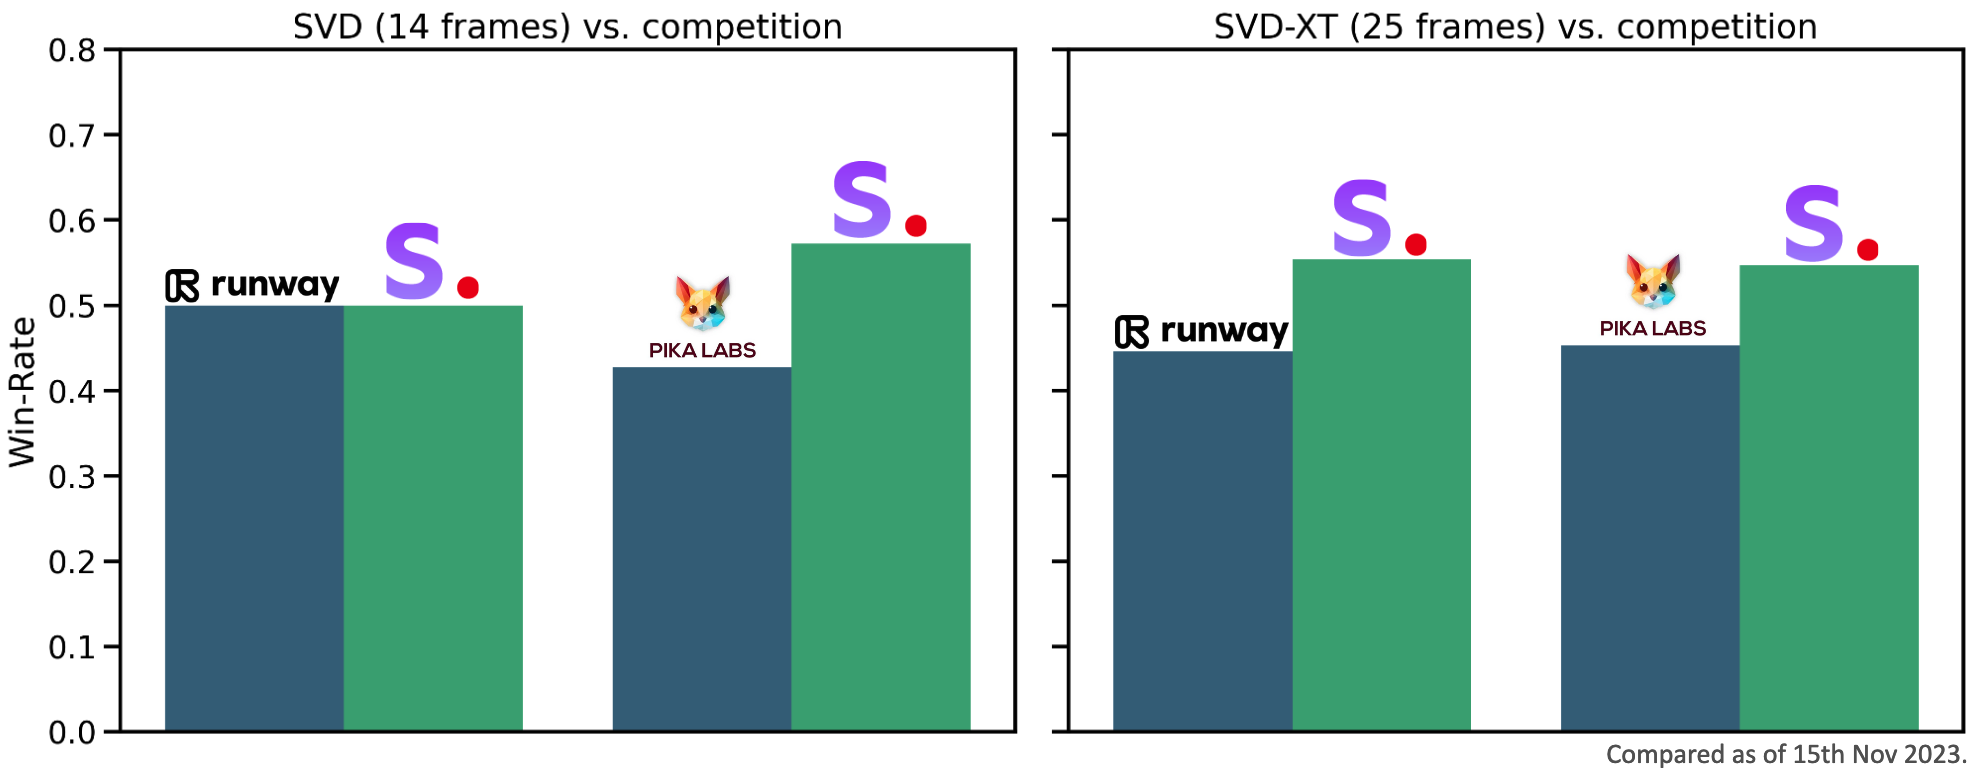 SVD (14 frames) vs. competition
Win-Rate
0.8
0.7
0.6
0.5
0.4
0.3
0.2
0.1
0.0
runway
S.
PIKA LABS
S.
SVD-XT (25 frames) vs. competition
runway
S.
PIKA LABS
S.
Compared as of 15th Nov 2023.